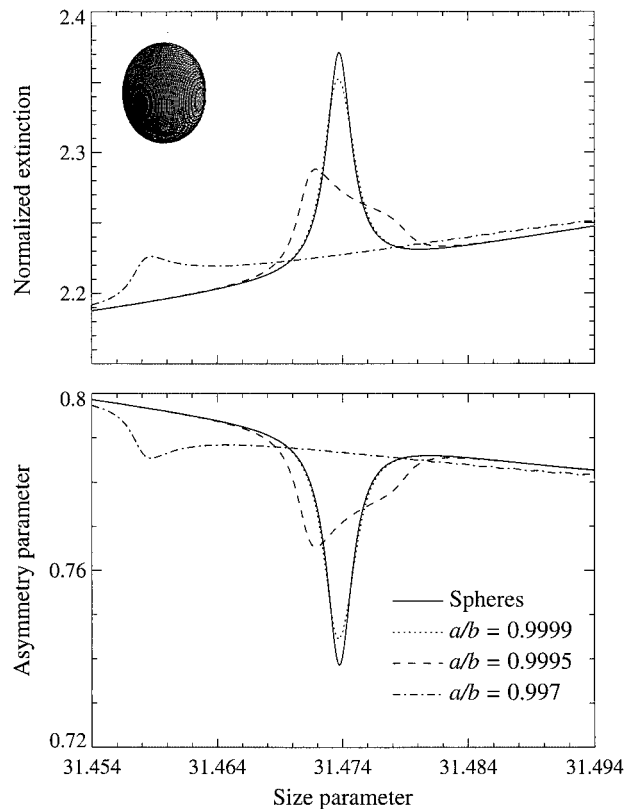 2.4
2.3
2.2
Normalized extinction
0.8
0.76
0.72
Asymmetry parameter
Spheres
a/b = 0.9999
a/b = 0.9995
a/b = 0.997
31.454 31.464 31.474 31.484 31.494
Size parameter